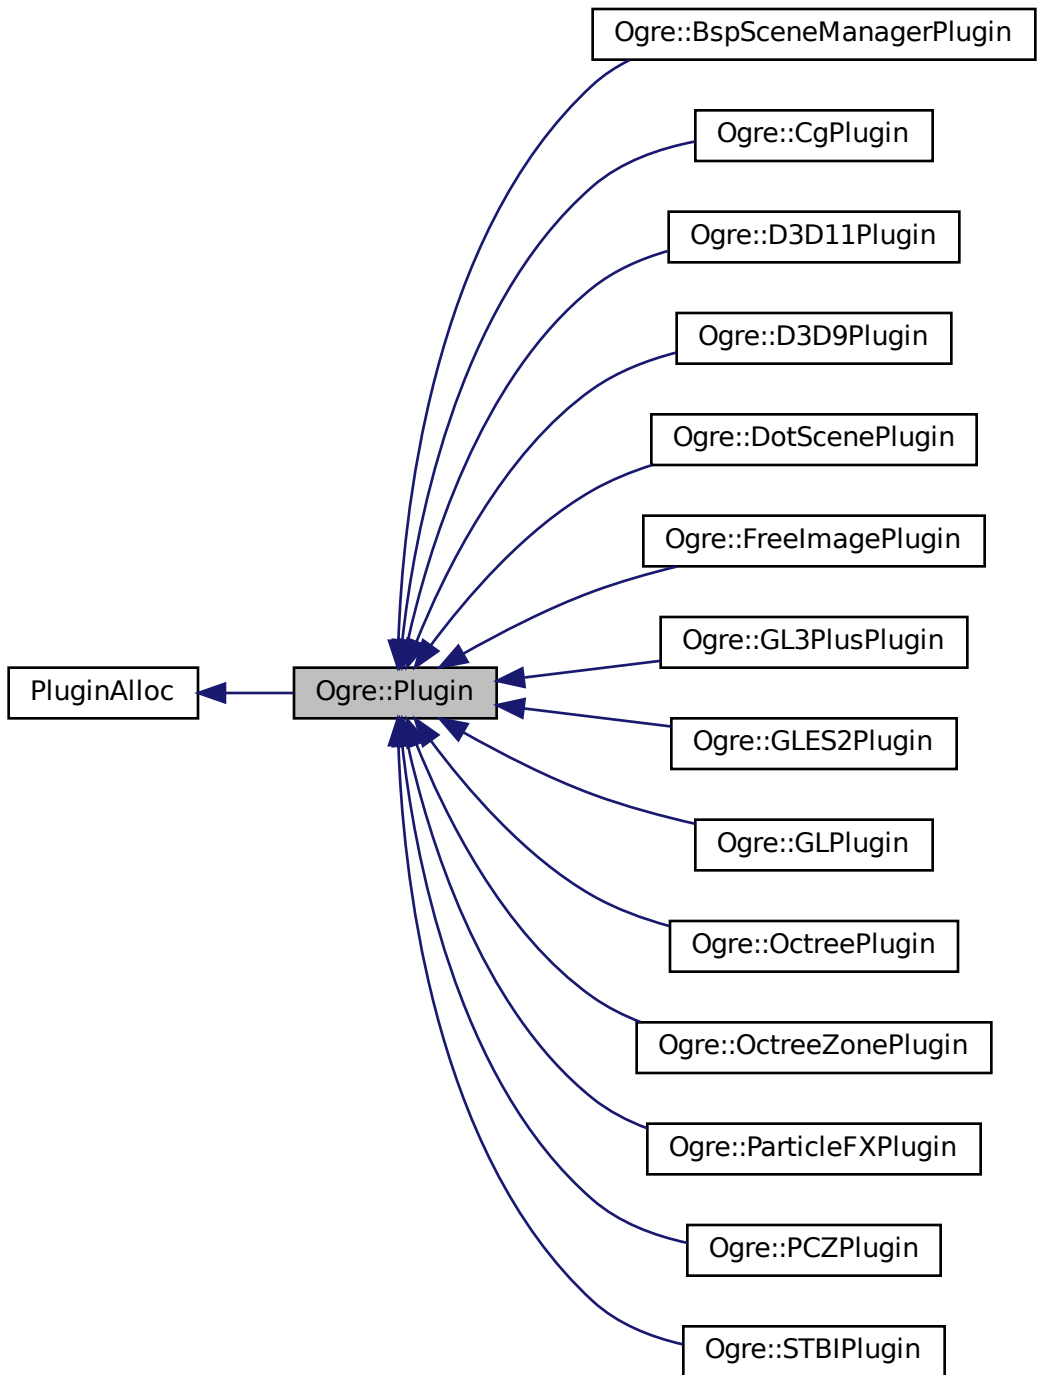 Ogre::BspSceneManagerPlugin
Ogre::CgPlugin
Ogre::D3D11Plugin
Ogre::D3D9Plugin
Ogre::DotScenePlugin
Ogre::FreeImagePlugin
Ogre::GL3PlusPlugin
PluginAlloc
Ogre::Plugin
Ogre::GLES2Plugin
Ogre::GLPlugin
Ogre::OctreePlugin
Ogre::OctreeZonePlugin
Ogre::ParticleFXPlugin
Ogre::PCZPlugin
Ogre::STBIPlugin